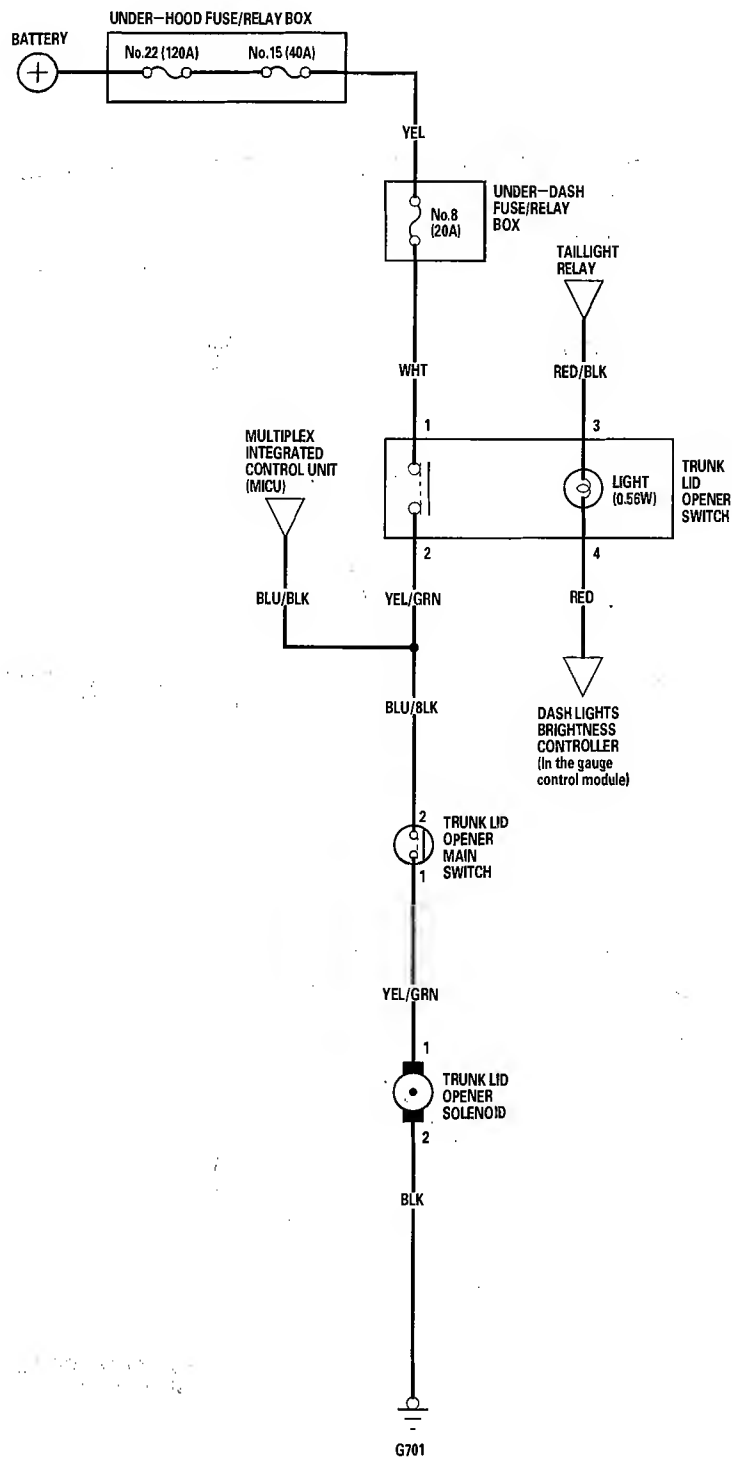 UNDER-HOOD FUSE/RELAY BOX
BATTERY
No.22 (120A)
No.15 (40A)
YEL
UNDER-DASH
FUSE/RELAY
BOX
No.8
(20A)
TAILLIGHT
RELAY
WHT
RED/BLK
1
3
MULTIPLEX
INTEGRATED
CONTROL UNIT
(MICU)
LIGHT
(0.56W)
TRUNK
LID
OPENER
SWITCH
2
4
BLU/BLK
YEL/GRN
RED
BLU/BLK
DASH LIGHTS
BRIGHTNESS
CONTROLLER
(In the gauge
control module)
2
TRUNK LID
OPENER
MAIN
SWITCH
1
YEL/GRN
1
TRUNK LID
OPENER
SOLENOID
2
BLK
G701